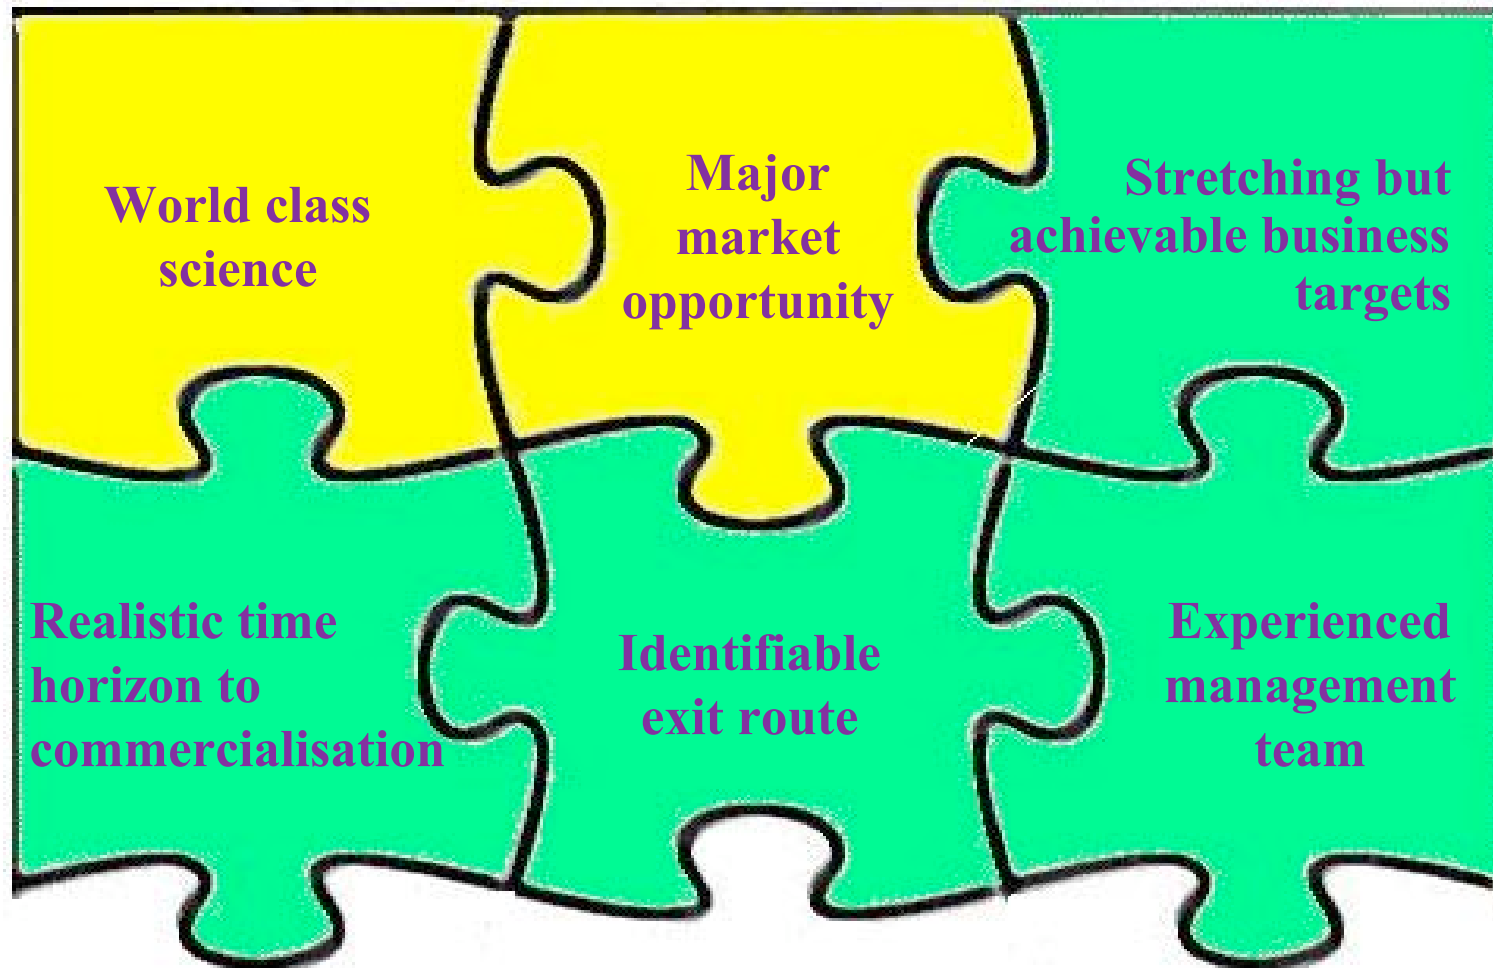 World class
science
Major
market
opportunity
Stretching but
achievable business
targets
Realistic time
horizon to
commercialisation
Identifiable
exit route
Experienced
management
team